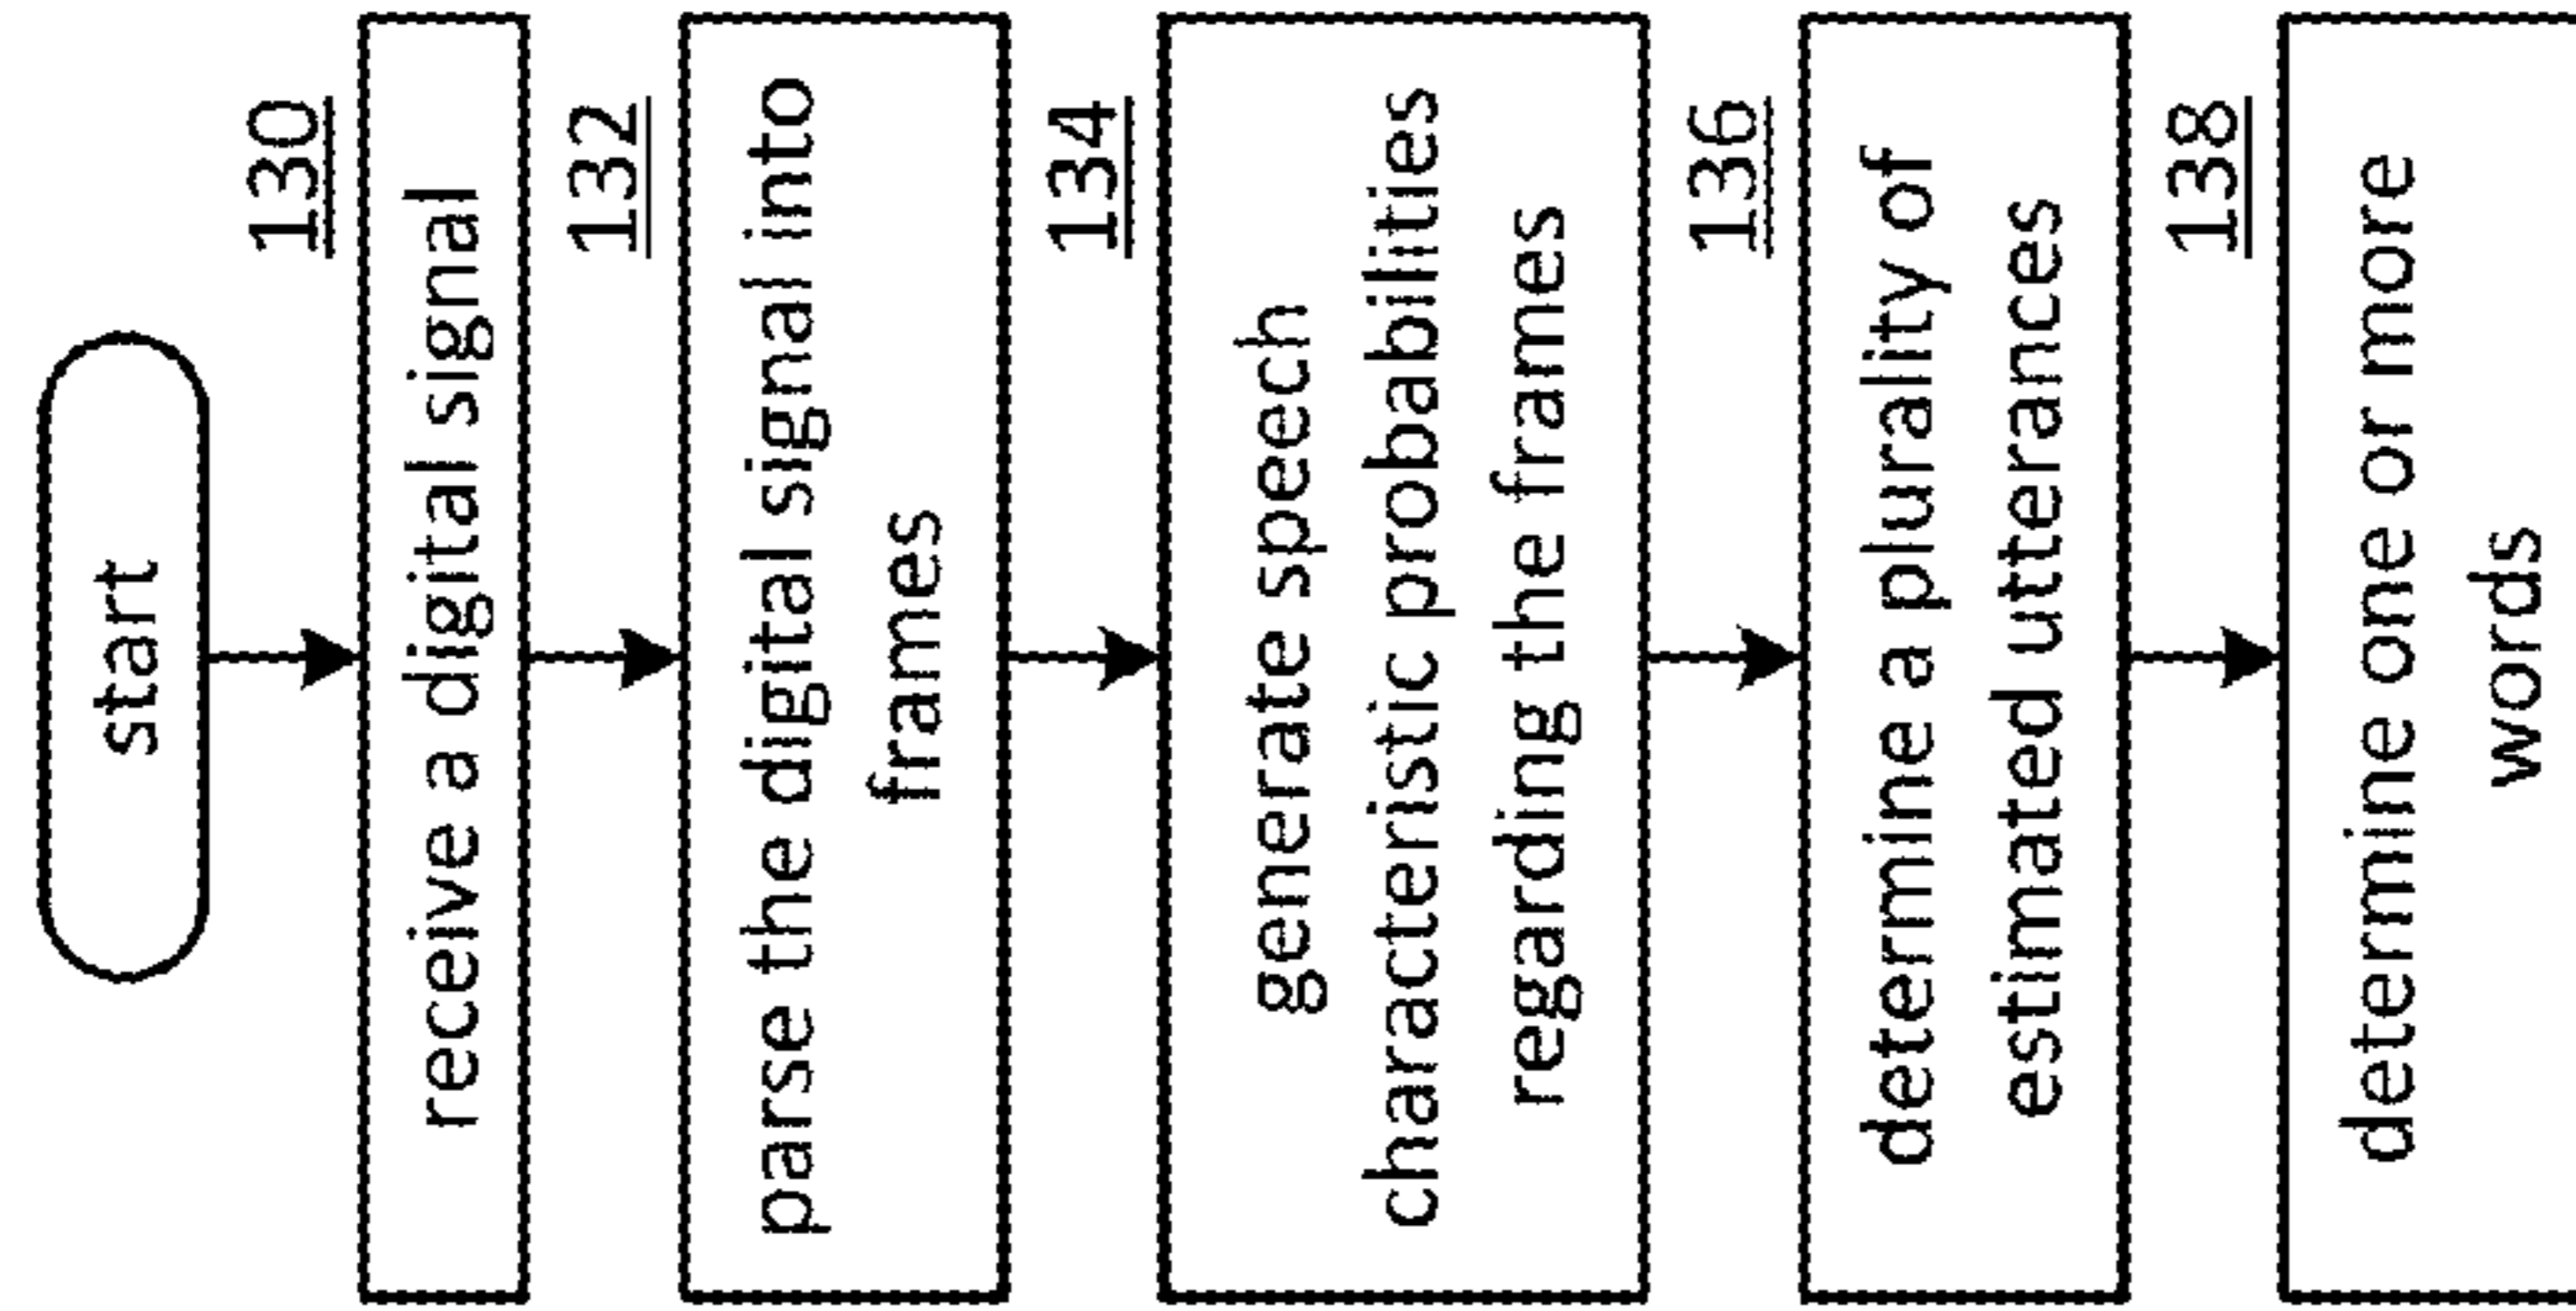 start
130
receive a digital signal
132
parse the digital signal into
frames
134
generate speech
characteristic probabilities
regarding the frames
136
determine a plurality of
estimated utterances
138
determine one or more
words